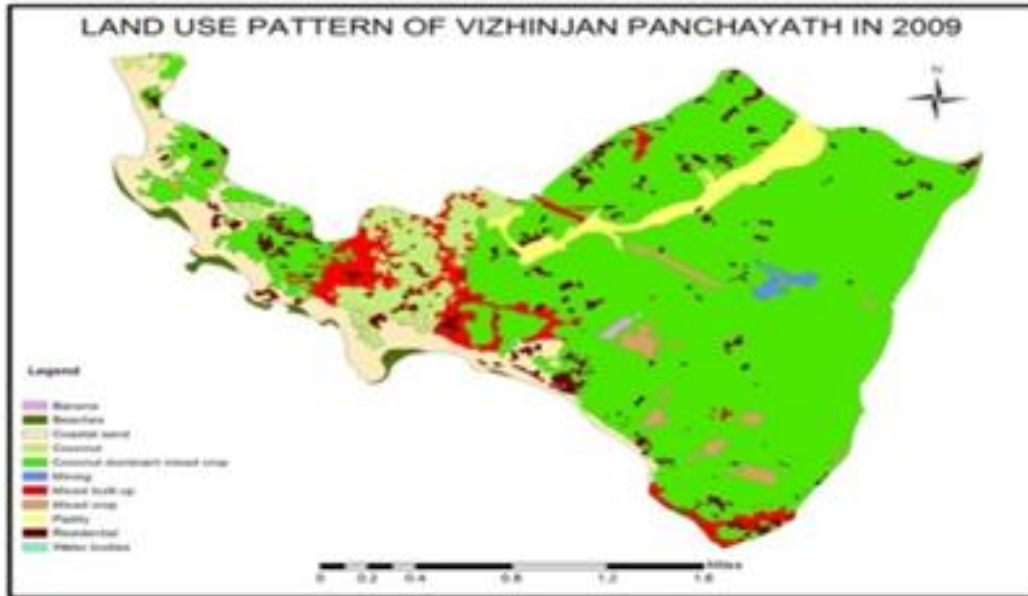 LAND USE PATTERN OF VIZHINJAN PANCHAYATH IN 2009
N
Legend
Banana
Beaches
Coastal sand
Coconut
Coconut dominant mixed crop
Mining
Mixed built up
Mixed crop
Paddy
Residential
Water bodies
Miles
0 0.2 0.4 0.8 1.2 1.6